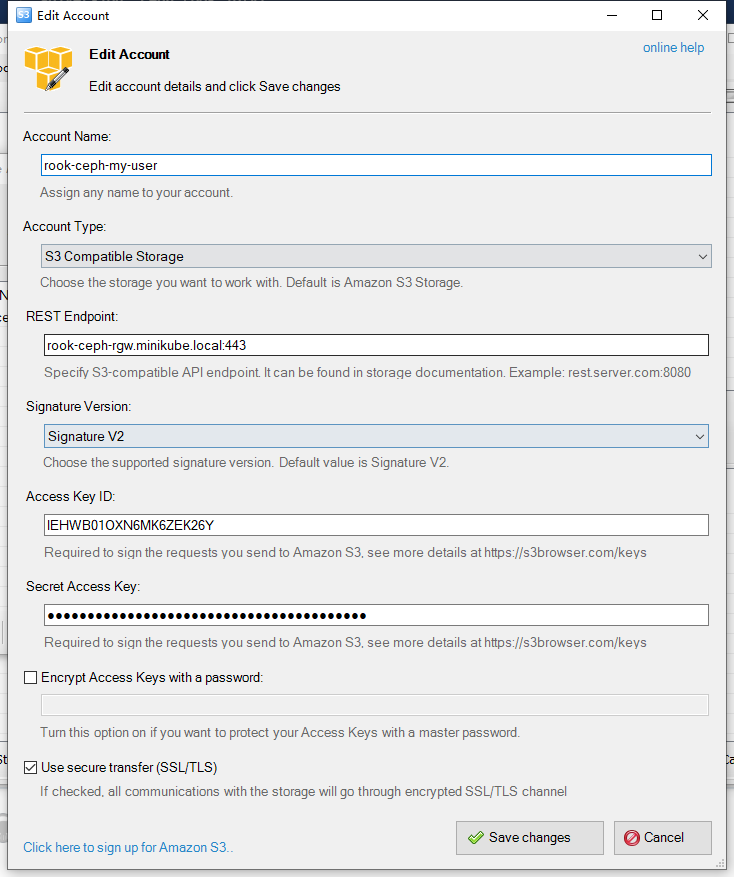 S3 Edit Account
Edit Account
online help
Edit account details and click Save changes
Account Name:
rook-ceph-my-user
Assign any name to your account.
Account Type:
S3 Compatible Storage
Choose the storage you want to work with. Default is Amazon S3 Storage.
REST Endpoint:
rook-ceph-rgw.minikube.local:443
Specify S3-compatible API endpoint. It can be found in storage documentation. Example: rest.server.com:8080
Signature Version:
Signature V2
Choose the supported signature version. Default value is Signature V2.
Access Key ID:
IEHWB01OXN6MK6ZEK26Y
Required to sign the requests you send to Amazon S3, see more details at https://s3browser.com/keys
Secret Access Key:
●●●●●●●●●●●●●●●●●●●●●●●●●●●●●●●●●●●●●●●●
Required to sign the requests you send to Amazon S3, see more details at https://s3browser.com/keys
Encrypt Access Keys with a password:
Turn this option on if you want to protect your Access Keys with a master password.
Use secure transfer (SSL/TLS)
If checked, all communications with the storage will go through encrypted SSL/TLS channel
Click here to sign up for Amazon S3..
Save changes
Cancel